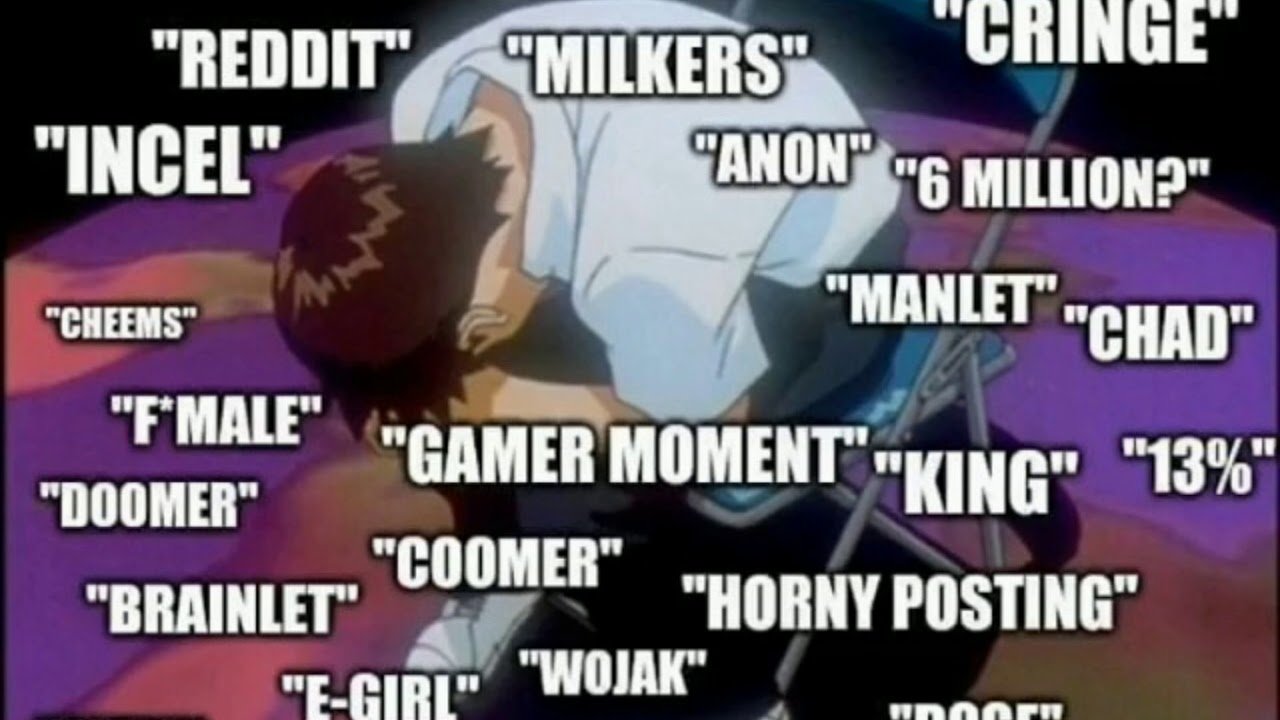 "CRINGE"
"REDDIT"
"MILKERS"
"INCEL"
"ANON"
"6 MILLION?"
"CHEEMS"
"MANLET"
"CHAD"
"F*MALE"
"GAMER MOMENT"
"KING"
"13%"
"DOOMER"
"COOMER"
"BRAINLET"
"HORNY POSTING"
"E-GIRL"
"WOJAK"